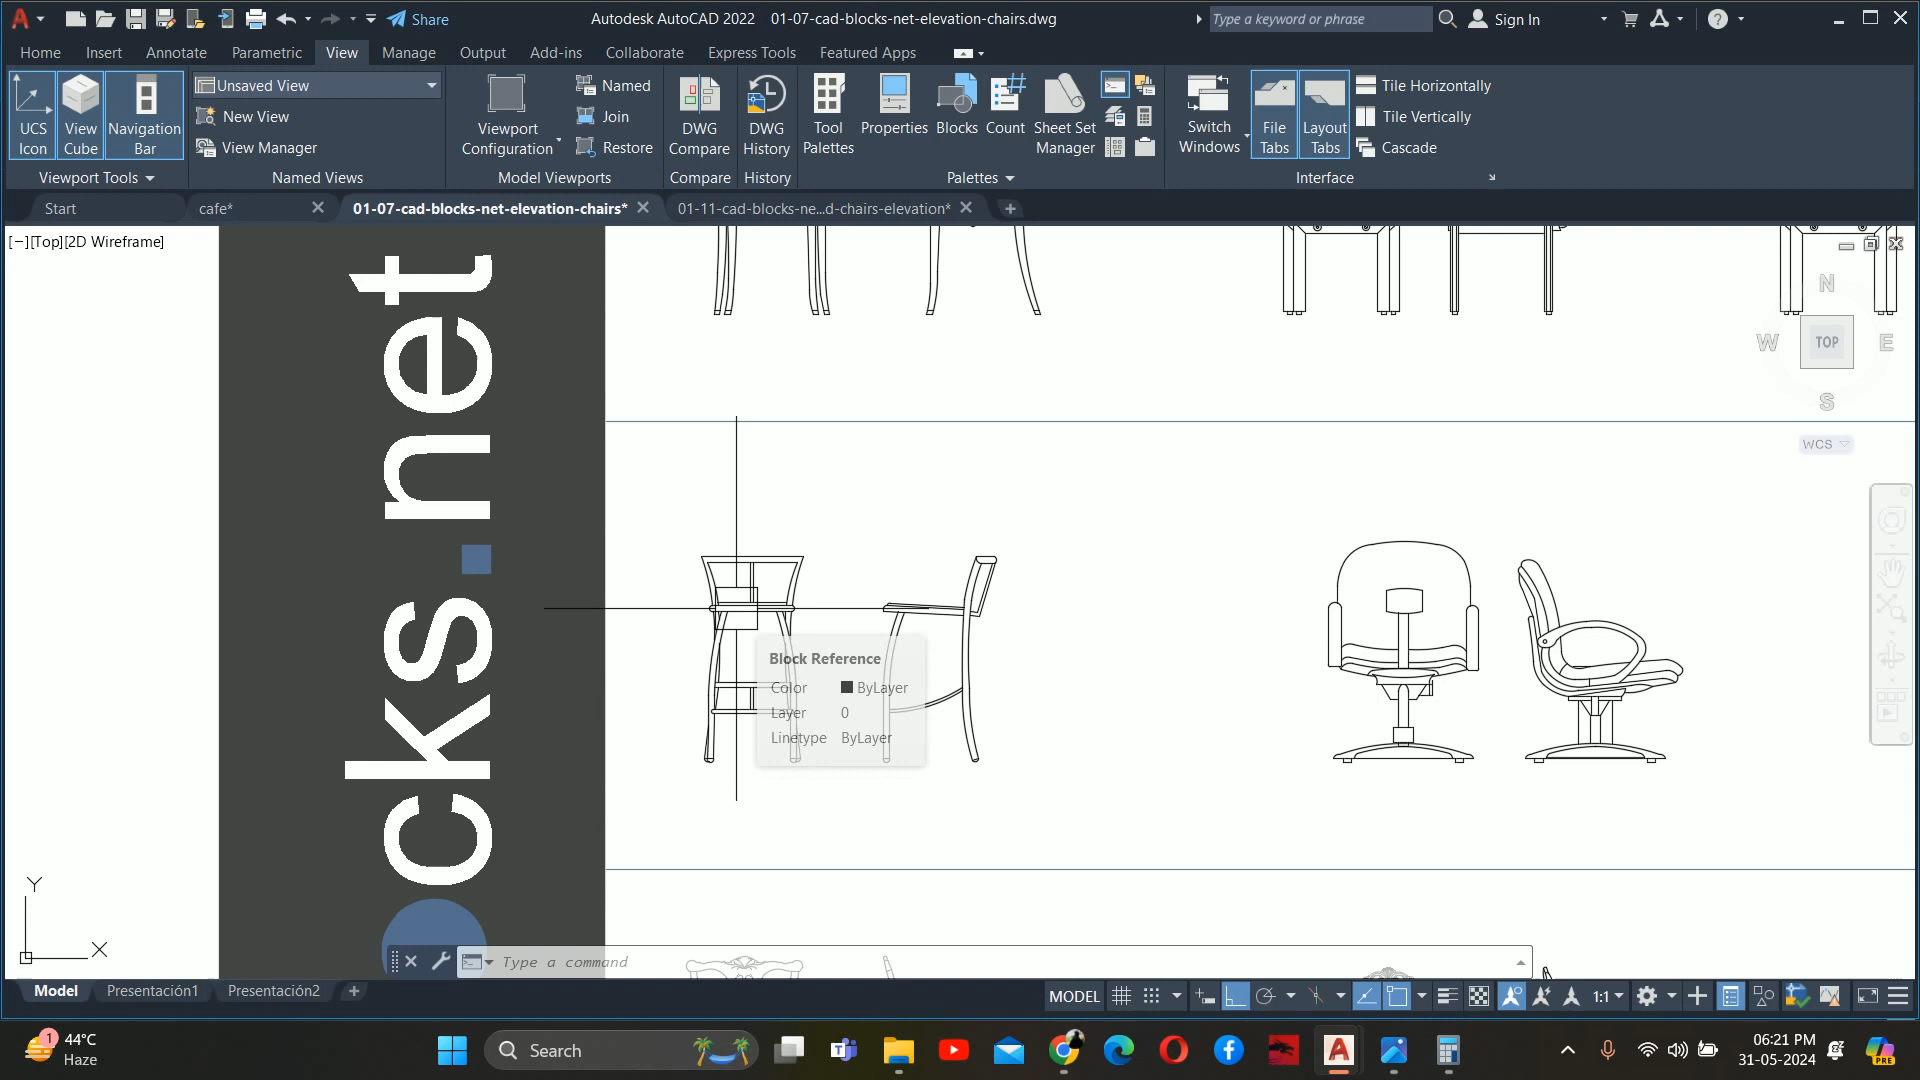 Share
Autodesk AutoCAD 2022 01-07-cad-blocks-net-elevation-chairs.dwg
Type a keyword or phrase
Sign In
Home Insert Annotate Parametric View Manage Output Add-ins Collaborate Express Tools Featured Apps
UCS Icon
View Cube
Navigation Bar
Viewport Tools
Unsaved View
New View
View Manager
Named Views
Viewport Configuration
Named
Join
Restore
Model Viewports
DWG Compare
Compare
DWG History
History
Tool Palettes
Properties
Blocks
Count
Sheet Set Manager
Palettes
Switch Windows
File Tabs
Layout Tabs
Tile Horizontally
Tile Vertically
Cascade
Interface
Start
cafe*
01-07-cad-blocks-net-elevation-chairs*
01-11-cad-blocks-ne...d-chairs-elevation*
[−][Top][2D Wireframe]
cks.net
N
W TOP E
S
WCS
Block Reference
Color ByLayer
Layer 0
Linetype ByLayer
Y
X
Type a command
Model Presentación1 Presentación2
MODEL
1:1
1
44°C
Haze
Search
06:21 PM
31-05-2024
PRE